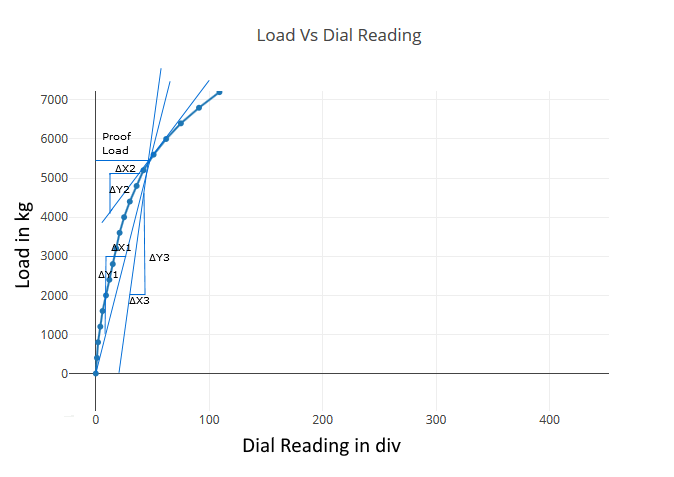 Load Vs Dial Reading
7000
6000
5000
4000
3000
2000
1000
0
Load in kg
Proof
Load
ΔX2
ΔY2
ΔX1
ΔY1
ΔY3
ΔX3
0
100
200
300
400
Dial Reading in div